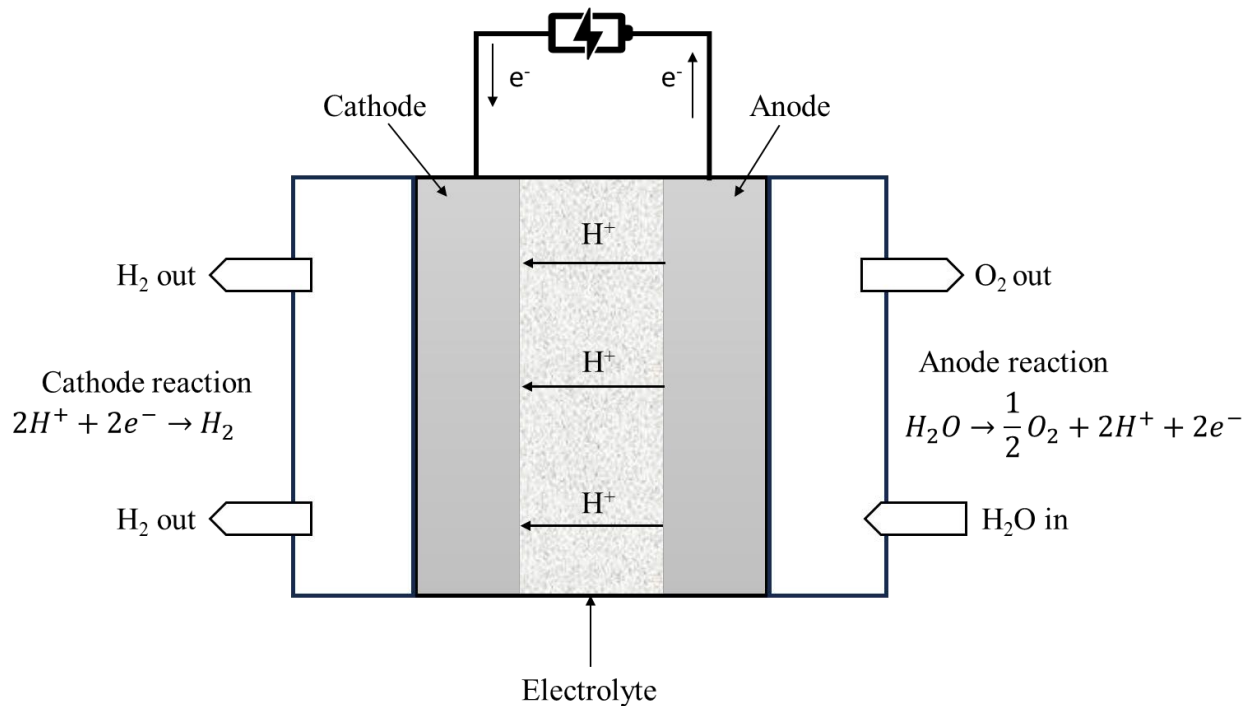 e⁻
e⁻
Cathode
Anode
H⁺
H₂ out
O₂ out
H⁺
Cathode reaction
2H⁺ + 2e⁻ → H₂
Anode reaction
H₂O → 1/2 O₂ + 2H⁺ + 2e⁻
H⁺
H₂ out
H₂O in
Electrolyte